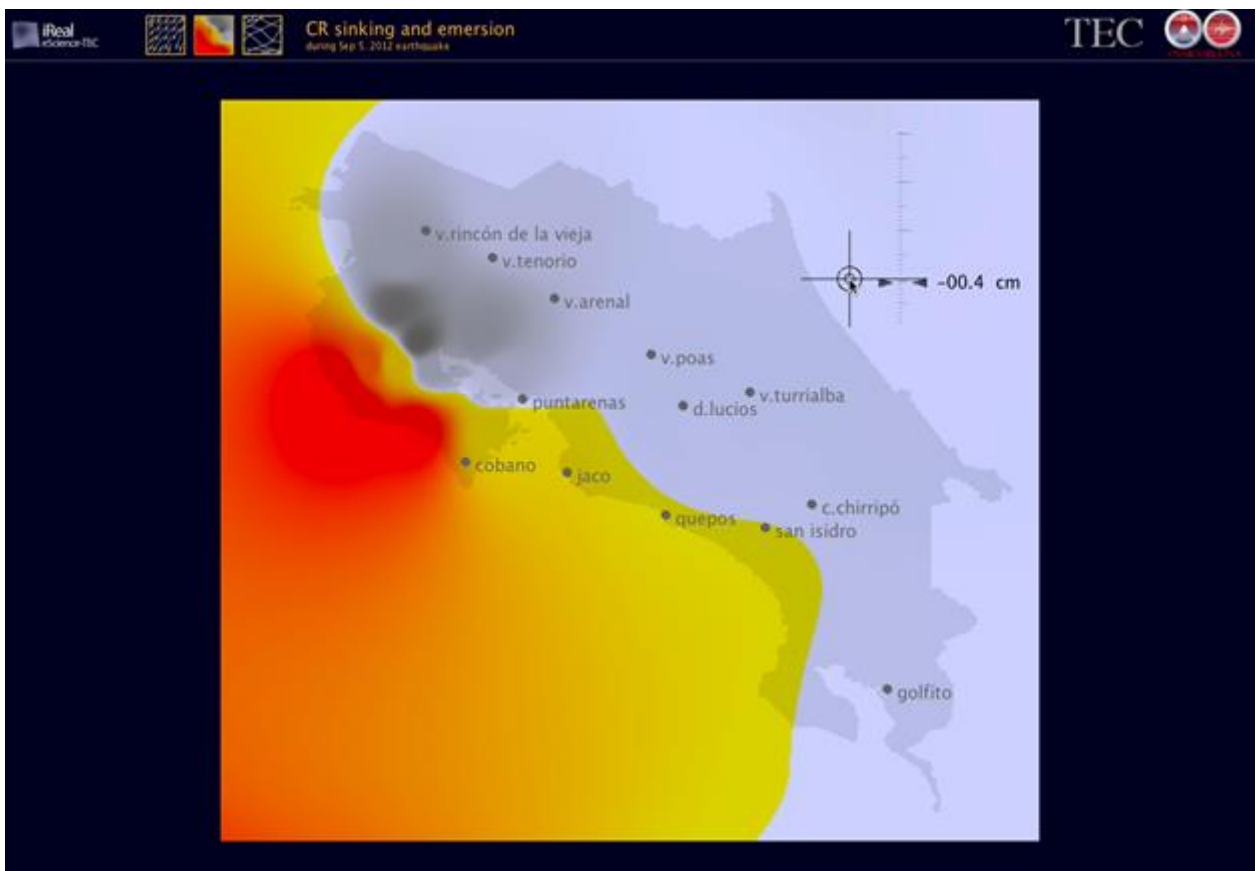 iReal
eScience-TEC
CR sinking and emersion
during Sep 5, 2012 earthquake
TEC
v.rincón de la vieja
v.tenorio
-00.4 cm
v.arenal
v.poas
v.turrialba
puntarenas
d.lucios
cobano
jaco
c.chirripó
quepos
san isidro
golfito